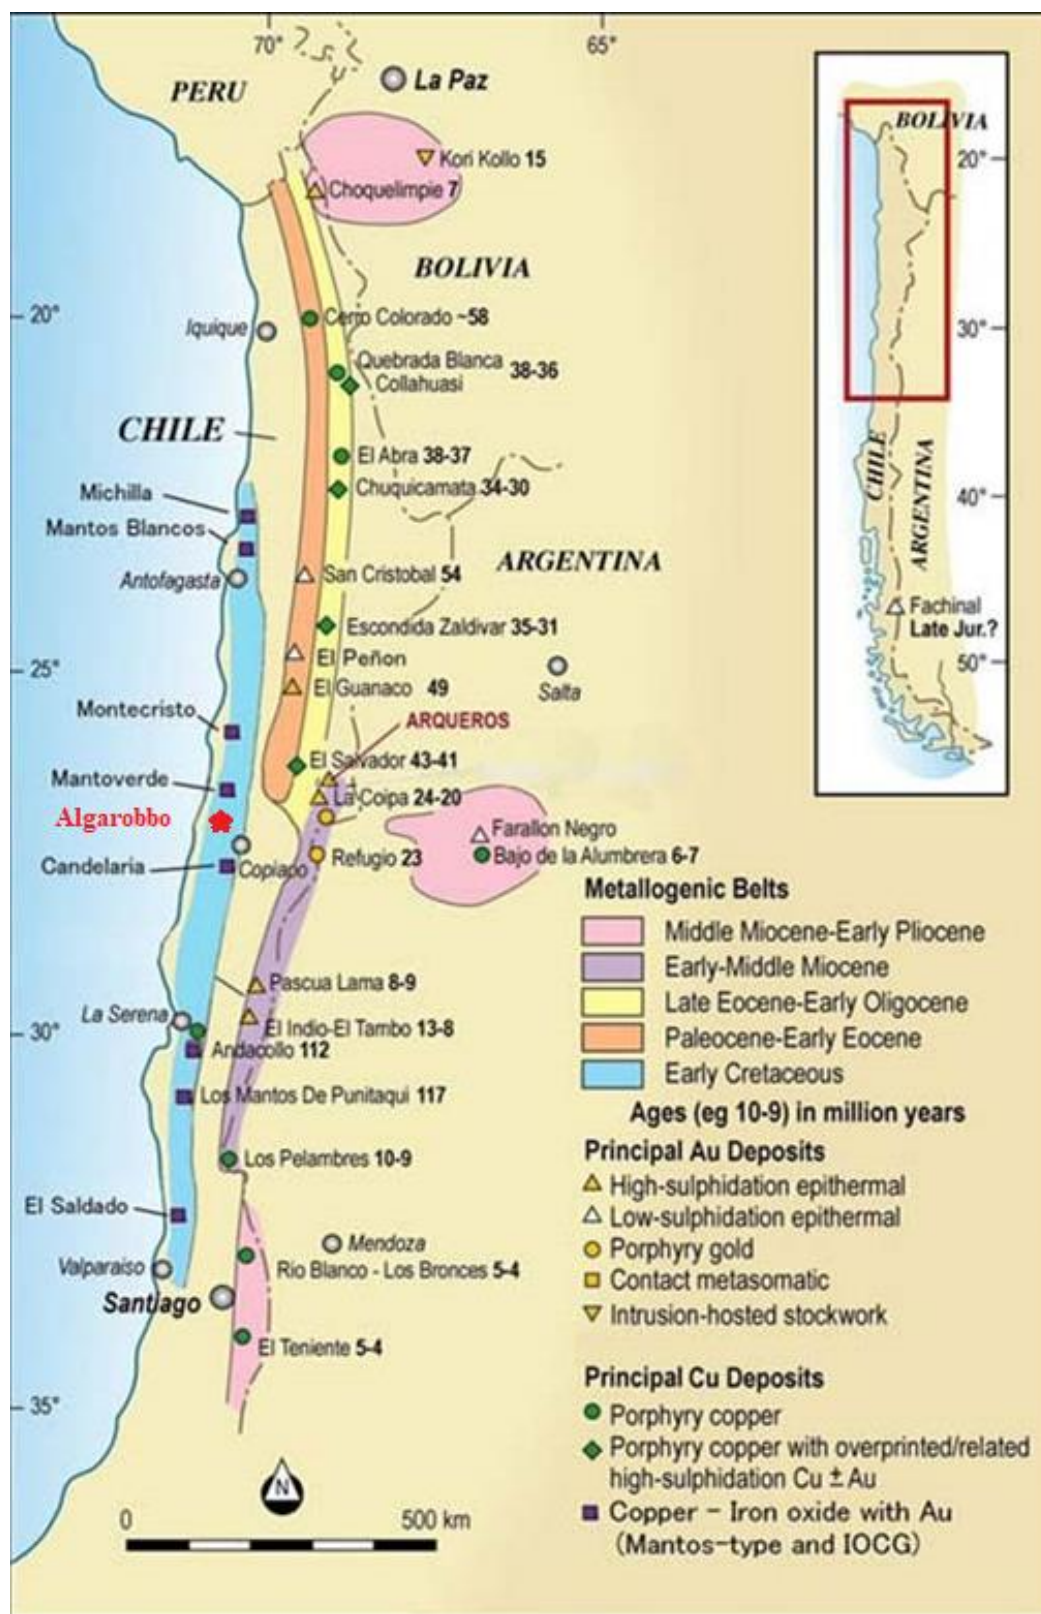 70°
65°
PERU
La Paz
Kori Kollo 15
Choquelimpie 7
BOLIVIA
20°
Iquique
Cerro Colorado ~58
Quebrada Blanca
38-36
Collahuasi
CHILE
El Abra 38-37
Chuquicamata 34-30
Michilla
Mantos Blancos
Antofagasta
ARGENTINA
San Cristobal 54
Escondida Zaldivar 35-31
El Peñon
25°
El Guanaco 49
Salta
Montecristo
ARQUEROS
El Salvador 43-41
Mantoverde
La Coipa 24-20
Algarobbo
Farallon Negro
Copiapo
Refugio 23
Bajo de la Alumbrera 6-7
Candelaria
Pascua Lama 8-9
La Serena
El Indio-El Tambo 13-8
30°
Andacollo 112
Los Mantos De Punitaqui 117
Los Pelambres 10-9
El Saldado
Mendoza
Valparaiso
Rio Blanco - Los Bronces 5-4
Santiago
El Teniente 5-4
35°
N
0 500 km
BOLIVIA
20°
30°
CHILE
ARGENTINA
40°
Fachinal
Late Jur.?
50°
Metallogenic Belts
Middle Miocene-Early Pliocene
Early-Middle Miocene
Late Eocene-Early Oligocene
Paleocene-Early Eocene
Early Cretaceous
Ages (eg 10-9) in million years
Principal Au Deposits
High-sulphidation epithermal
Low-sulphidation epithermal
Porphyry gold
Contact metasomatic
Intrusion-hosted stockwork
Principal Cu Deposits
Porphyry copper
Porphyry copper with overprinted/related
high-sulphidation Cu ± Au
Copper - Iron oxide with Au
(Mantos-type and IOCG)